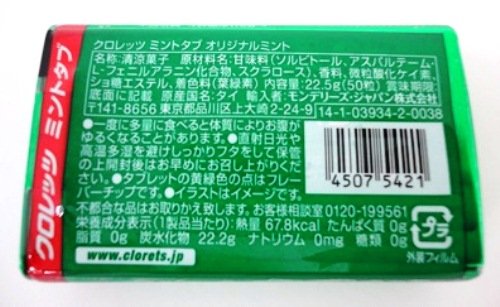 クロレッツ ミントタブ
クロレッツ ミントタブ オリジナルミント
名称:清涼菓子 原材料名:甘味料(ソルビトール、アスパルテーム・
L-フェニルアラニン化合物、スクラロース)、香料、微粒酸化ケイ素、
ショ糖エステル、着色料(葉緑素) 内容量:22.5g(50粒) 賞味期限:
底面に記載 原産国名:タイ 輸入者:モンデリーズ・ジャパン株式会社
〒141-8656 東京都品川区上大崎2-24-9 14-1-03934-2-0038
●一度に多量に食べると体質によりお腹が
ゆるくなることがあります。●直射日光や
高温多湿を避けしっかりフタをして保管
の上開封後はお早めにお召し上がりくだ
さい。●タブレットの黄緑色の点はフレー
バーチップです。●イラストはイメージです。
4507 5421
不都合な品はお取りかえ致します。お客様相談室 0120-199561
栄養成分表示(1製品当たり):熱量 67.8kcal たんぱく質 0g
脂質 0g 炭水化物 22.2g ナトリウム 0mg 糖類 0g
www.clorets.jp
プラ
外装フィルム